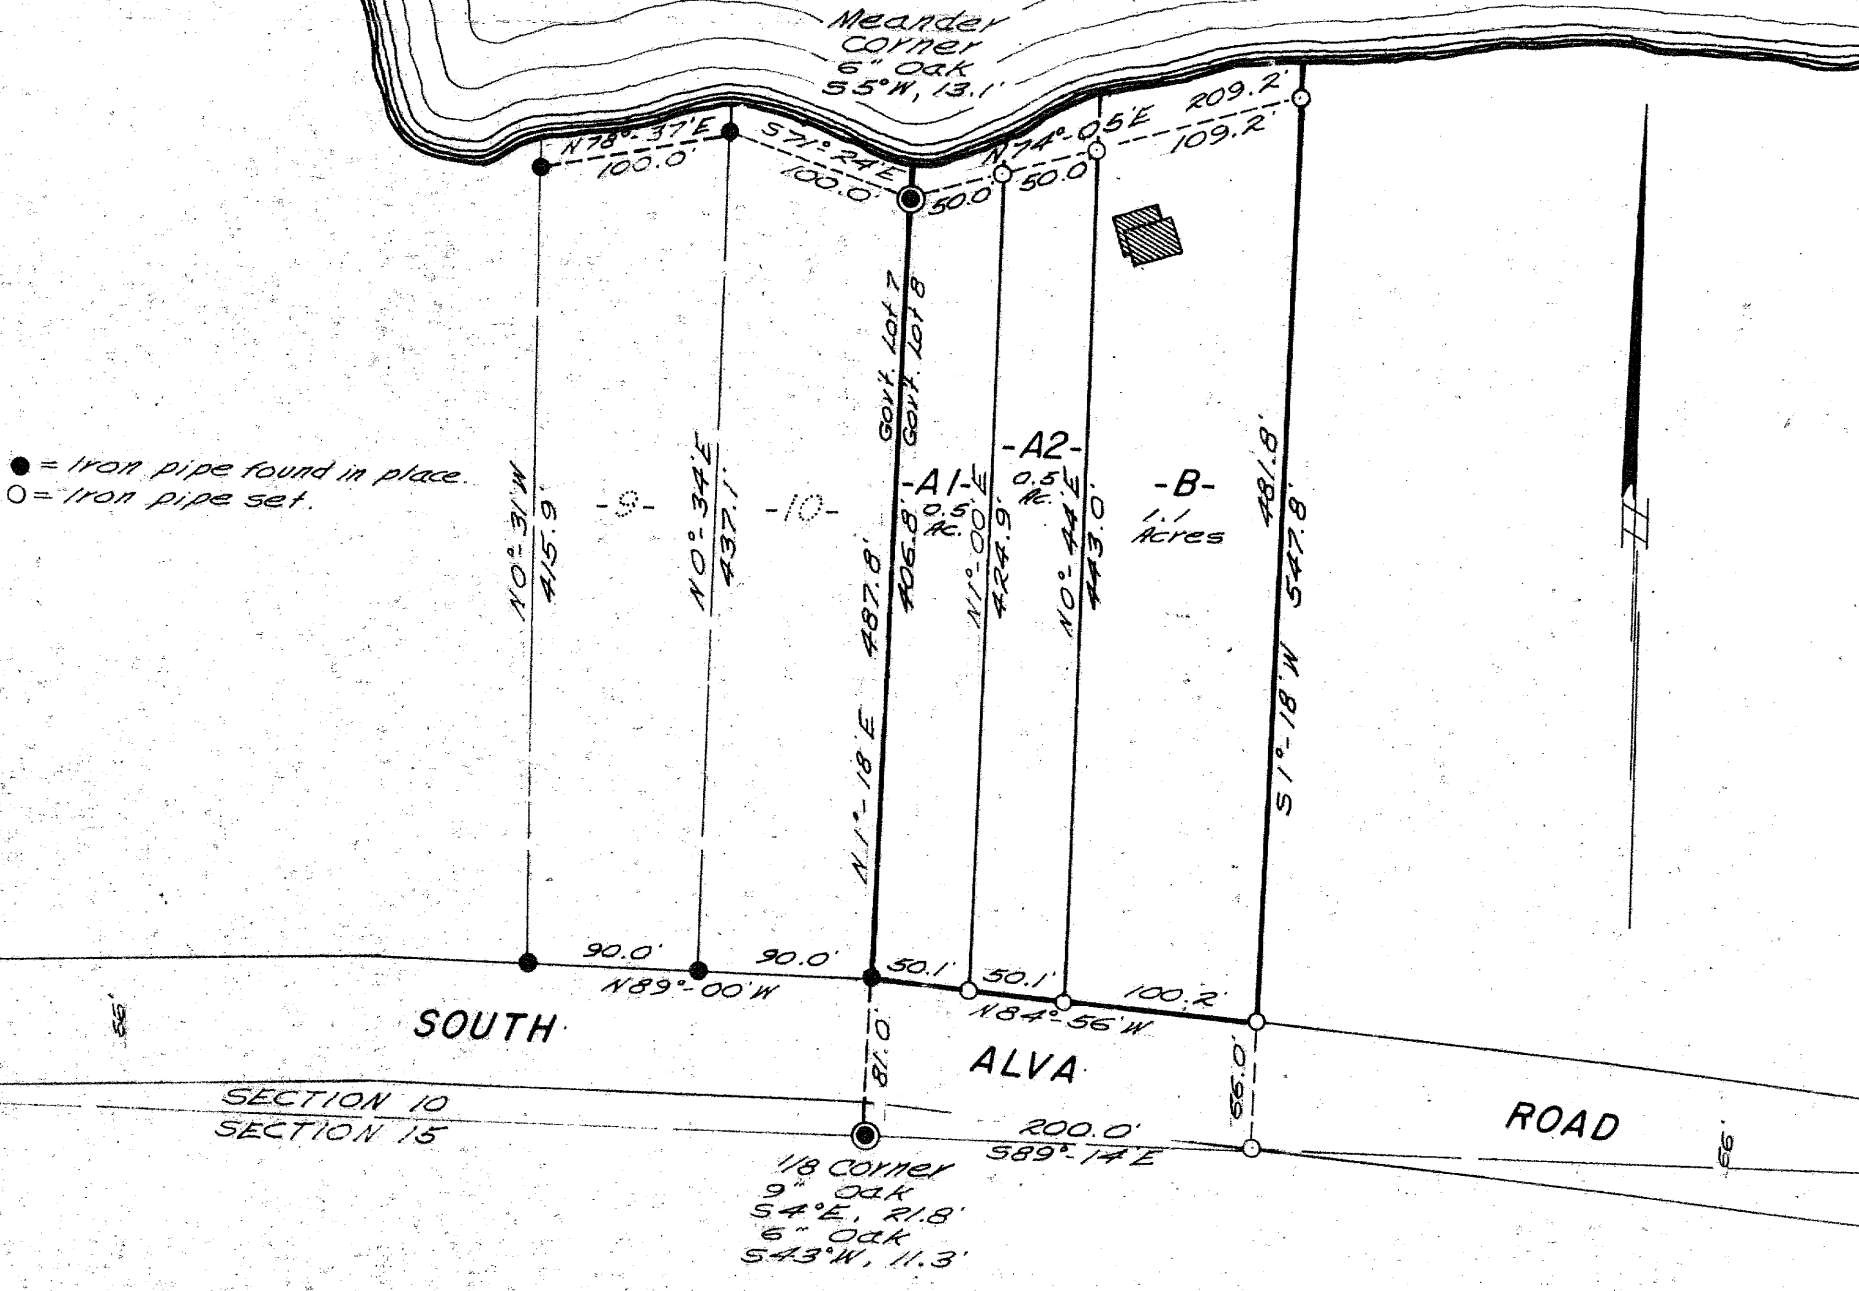 Meander
Corner
6" Oak
S5°W, 13.1'
N78°-37'E
100.0'
S71°-24'E
100.0'
N74°-05'E 209.2'
50.0'
50.0'
109.2'
Gov't. Lot 7
Gov't. Lot 8
● = Iron pipe found in place.
○ = Iron pipe set.
N0°-31'W
415.9'
-9-
N0°-34'E
437.1'
-10-
N1°-18'E 487.8'
406.8'
-A1-
0.5
Ac.
N1°-00'E
424.9'
-A2-
0.5
Ac.
N0°-44'E
443.0'
-B-
1.1
Acres
481.8'
S1°-18'W 547.8'
90.0'
90.0'
N89°-00'W
50.1'
50.1'
100.2'
N84°-56'W
66'
SOUTH
ALVA
ROAD
81.0'
66.0'
66'
SECTION 10
SECTION 15
200.0'
S89°-14'E
1/8 Corner
9" Oak
S4°E, 21.8'
6" Oak
S43°W, 11.3'